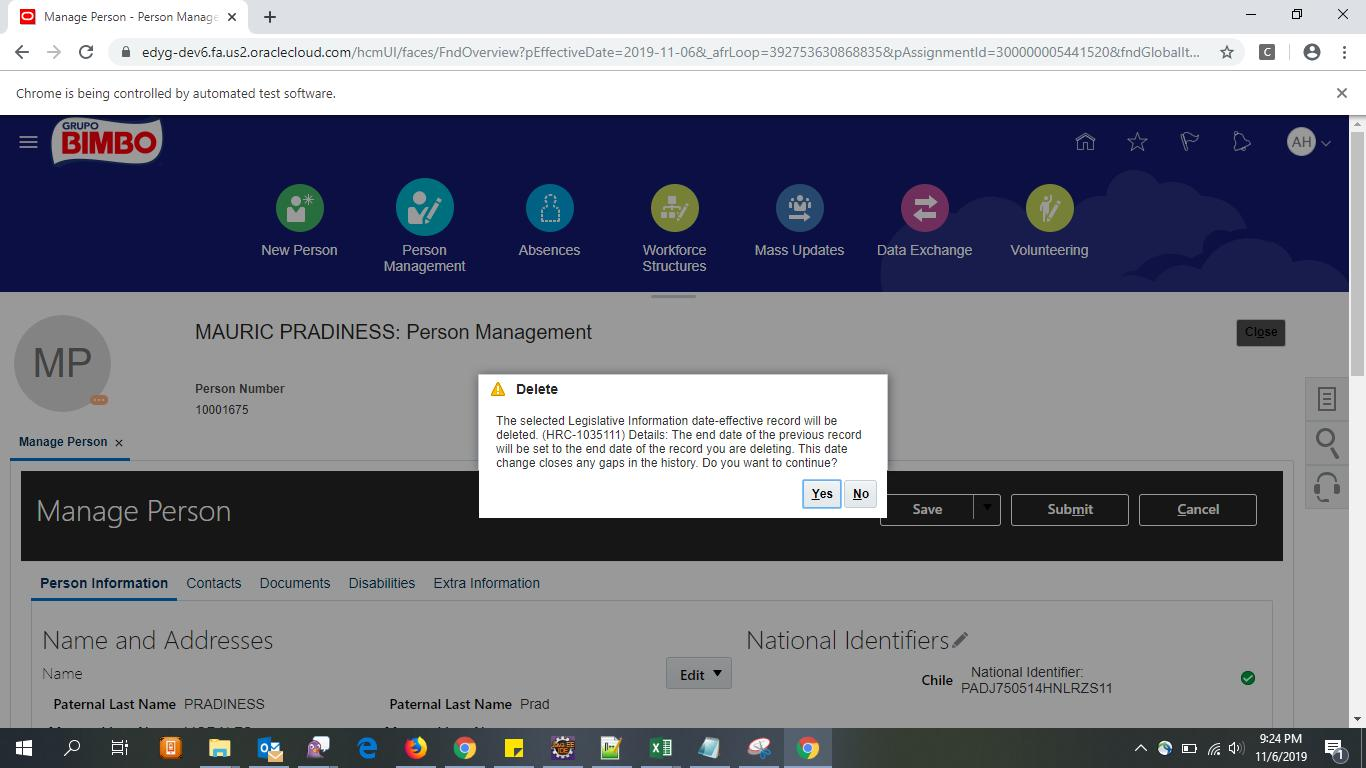 Manage Person - Person Manage
edyg-dev6.fa.us2.oraclecloud.com/hcmUI/faces/FndOverview?pEffectiveDate=2019-11-06&_afrLoop=392753630868835&pAssignmentId=300000005441520&fndGlobalIt...
C
Chrome is being controlled by automated test software.
GRUPO
BIMBO
AH
New Person
Person
Management
Absences
Workforce
Structures
Mass Updates
Data Exchange
Volunteering
MP
MAURIC PRADINESS: Person Management
Close
Person Number
10001675
Manage Person
Delete
The selected Legislative Information date-effective record will be
deleted. (HRC-1035111) Details: The end date of the previous record
will be set to the end date of the record you are deleting. This date
change closes any gaps in the history. Do you want to continue?
Yes No
Manage Person
Save Submit Cancel
Person Information Contacts Documents Disabilities Extra Information
Name and Addresses
Name
Edit
Paternal Last Name PRADINESS Paternal Last Name Prad
National Identifiers
Chile
National Identifier:
PADJ750514HNLRZS11
9:24 PM
11/6/2019
1